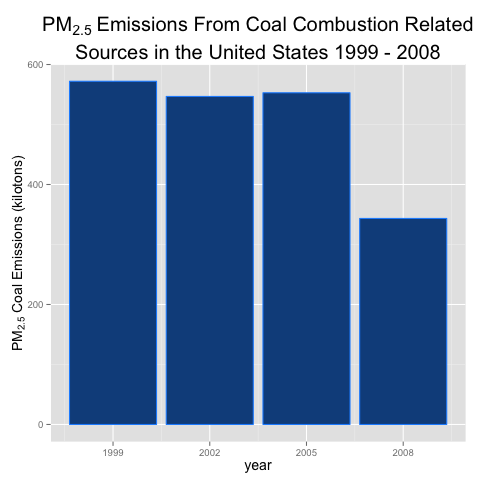 PM2.5 Emissions From Coal Combustion Related
Sources in the United States 1999 - 2008
PM2.5 Coal Emissions (kilotons)
600
400
200
0
1999 2002 2005 2008
year